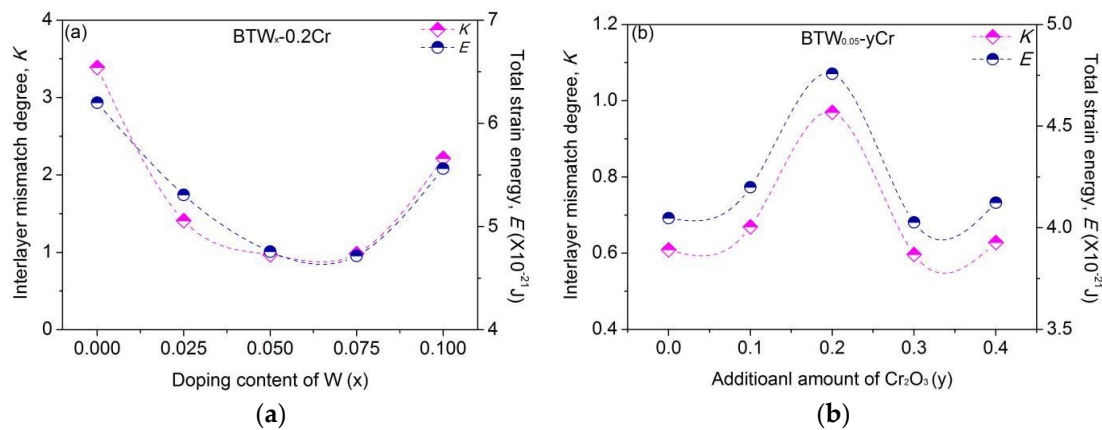 (a)
BTWx-0.2Cr
K
E
4
3
2
1
0
Interlayer mismatch degree, K
7
6
5
4
Total strain energy, E (X10-21 J)
0.000 0.025 0.050 0.075 0.100
Doping content of W (x)
(a)
(b)
BTW0.05-yCr
K
E
1.2
1.0
0.8
0.6
0.4
Interlayer mismatch degree, K
5.0
4.5
4.0
3.5
Total strain energy, E (X10-21 J)
0.0 0.1 0.2 0.3 0.4
Additioanl amount of Cr2O3 (y)
(b)